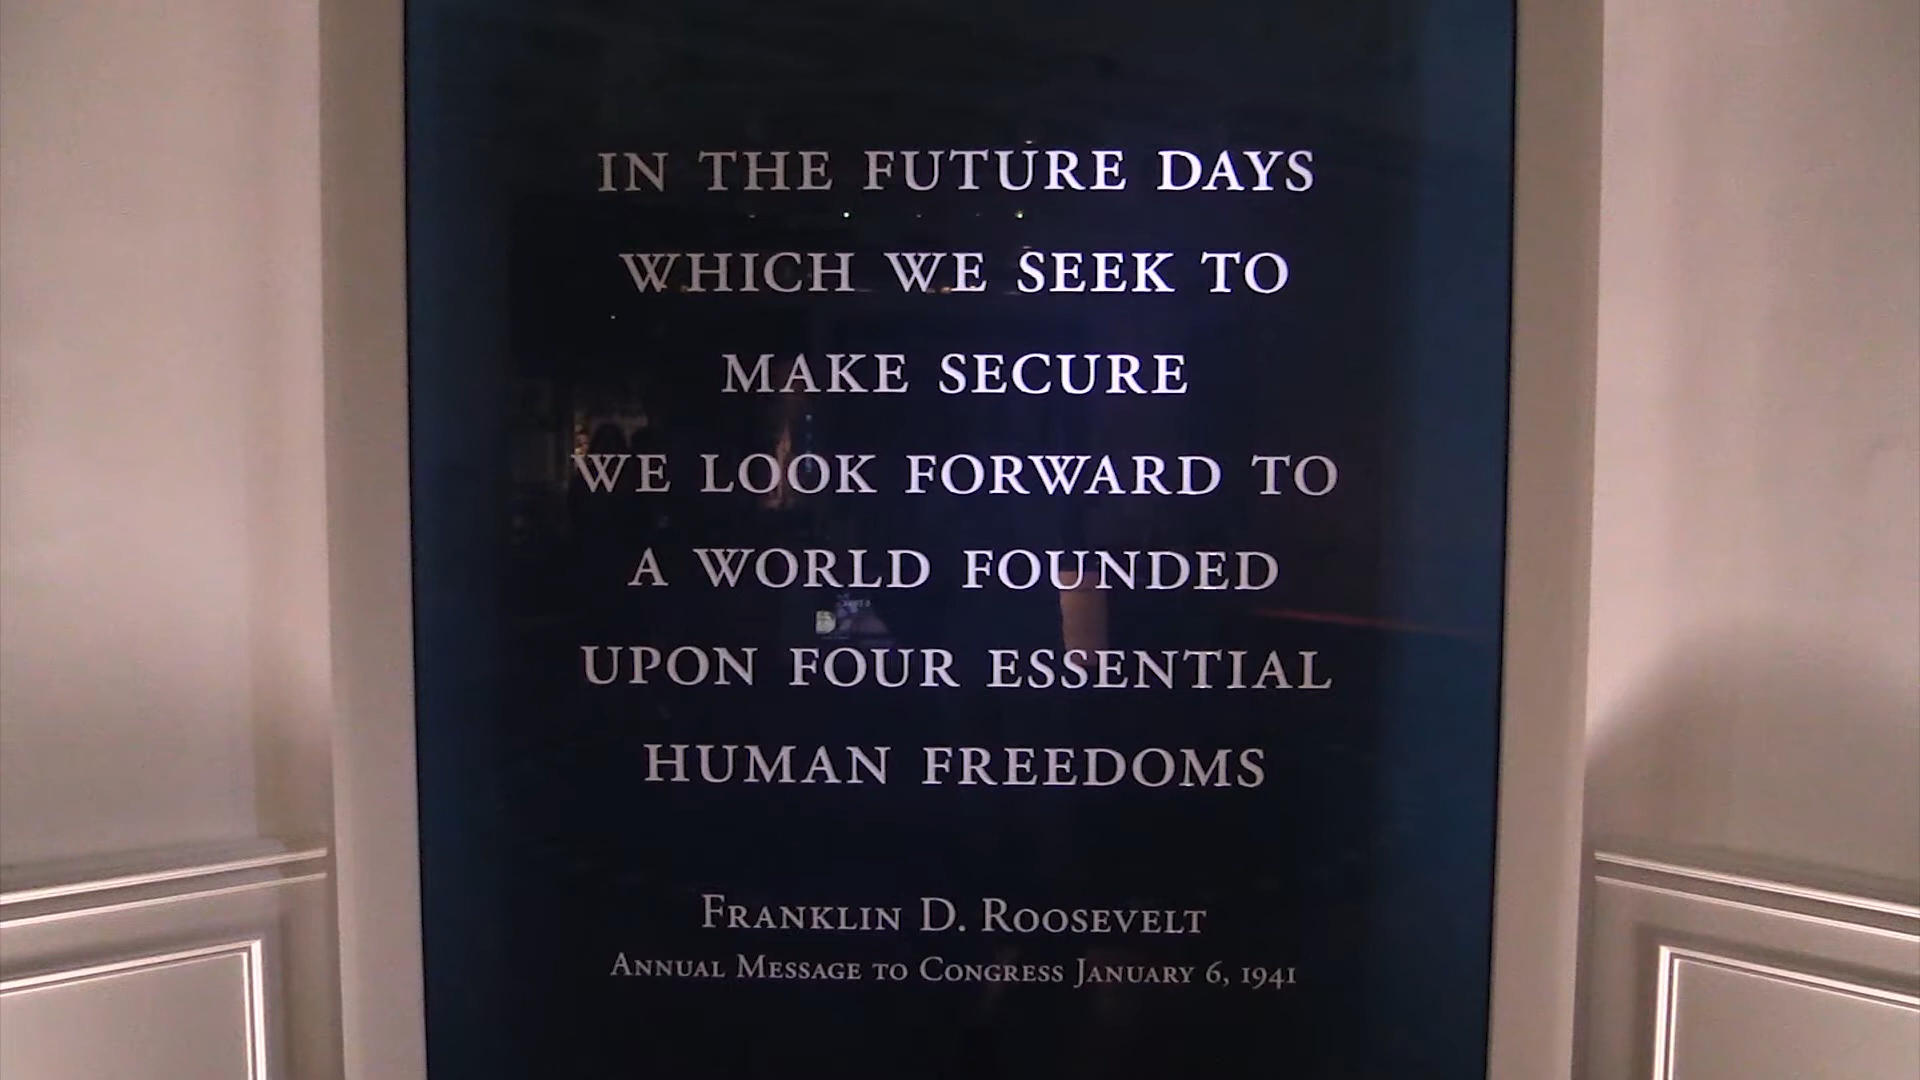 IN THE FUTURE DAYS
WHICH WE SEEK TO
MAKE SECURE
WE LOOK FORWARD TO
A WORLD FOUNDED
UPON FOUR ESSENTIAL
HUMAN FREEDOMS
FRANKLIN D. ROOSEVELT
ANNUAL MESSAGE TO CONGRESS JANUARY 6, 1941